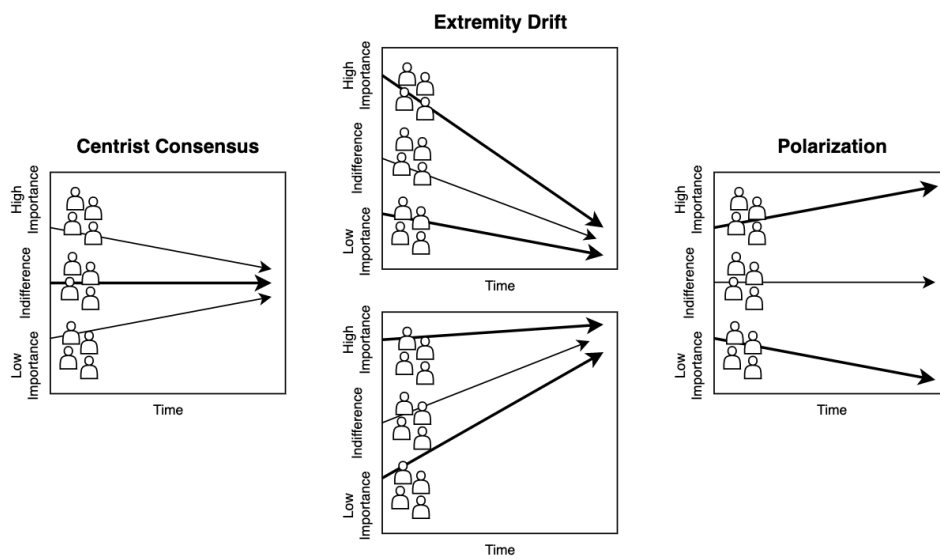 Extremity Drift
High
Importance
Indifference
Low
Importance
Time
Centrist Consensus
High
Importance
Indifference
Low
Importance
Time
Polarization
High
Importance
Indifference
Low
Importance
Time
High
Importance
Indifference
Low
Importance
Time